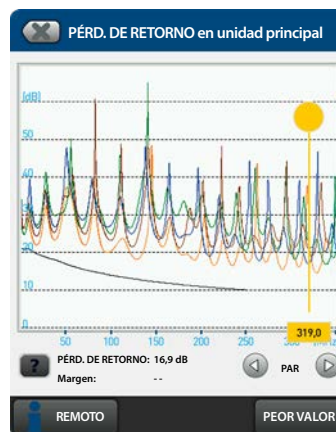 PÉRD. DE RETORNO en unidad principal
[dB]
50
40
30
20
10
0
50 100 150 200 250 300
319,0
PÉRD. DE RETORNO: 16,9 dB
Margen: --
?
PAR
i REMOTO
PEOR VALOR